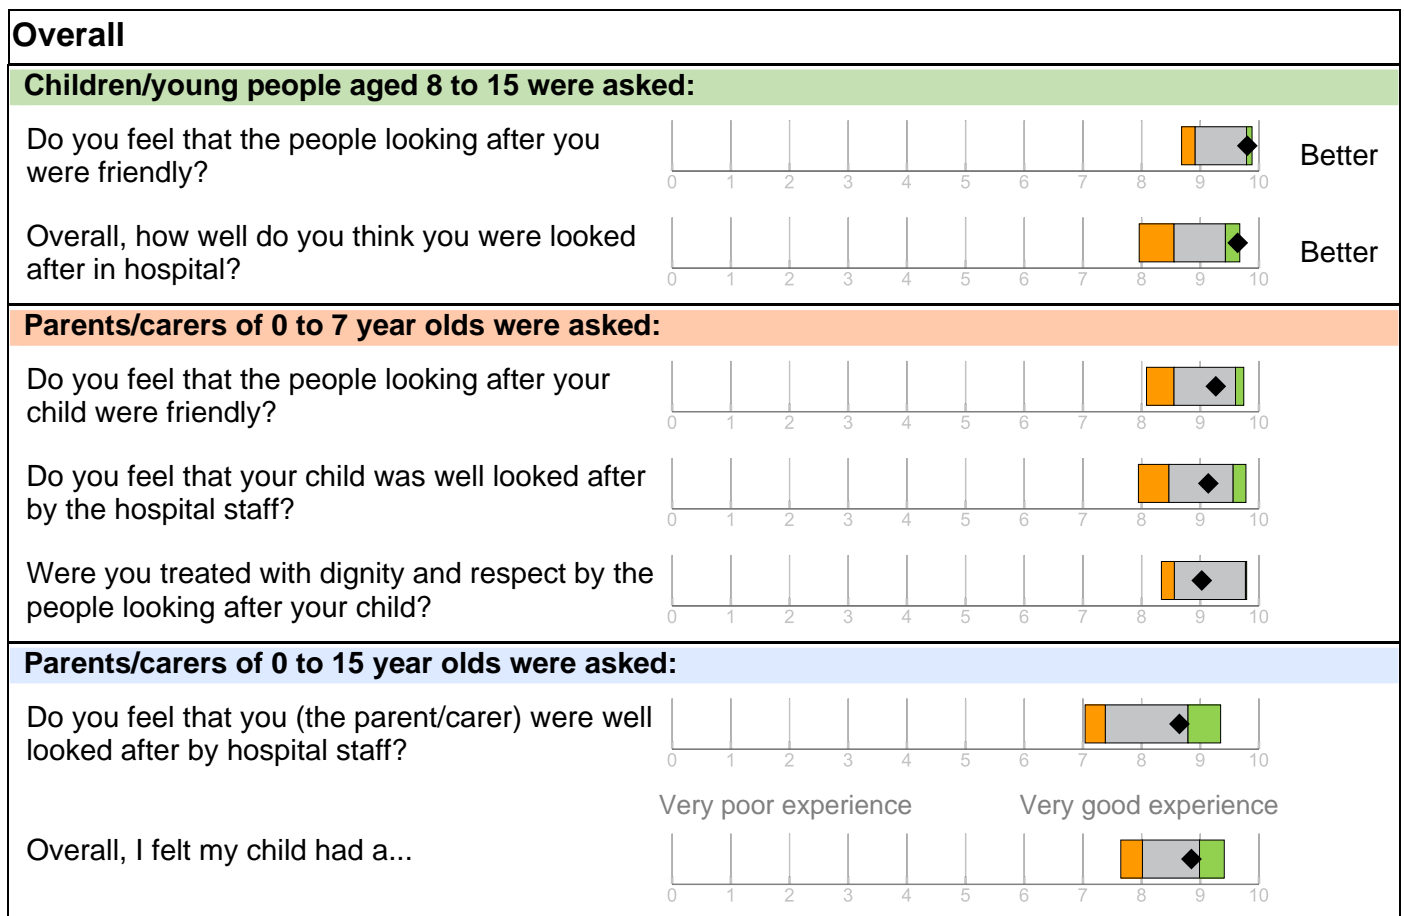 Overall
Children/young people aged 8 to 15 were asked:
Do you feel that the people looking after you
were friendly?
0 1 2 3 4 5 6 7 8 9 10
Better
Overall, how well do you think you were looked
after in hospital?
0 1 2 3 4 5 6 7 8 9 10
Better
Parents/carers of 0 to 7 year olds were asked:
Do you feel that the people looking after your
child were friendly?
0 1 2 3 4 5 6 7 8 9 10
Do you feel that your child was well looked after
by the hospital staff?
0 1 2 3 4 5 6 7 8 9 10
Were you treated with dignity and respect by the
people looking after your child?
0 1 2 3 4 5 6 7 8 9 10
Parents/carers of 0 to 15 year olds were asked:
Do you feel that you (the parent/carer) were well
looked after by hospital staff?
0 1 2 3 4 5 6 7 8 9 10
Very poor experience Very good experience
Overall, I felt my child had a...
0 1 2 3 4 5 6 7 8 9 10